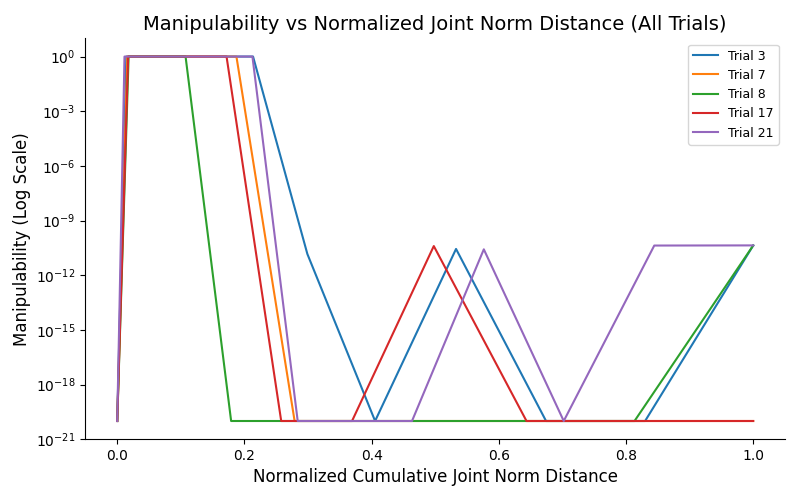 Manipulability vs Normalized Joint Norm Distance (All Trials)
Manipulability (Log Scale)
10⁰
10⁻³
10⁻⁶
10⁻⁹
10⁻¹²
10⁻¹⁵
10⁻¹⁸
10⁻²¹
Trial 3
Trial 7
Trial 8
Trial 17
Trial 21
0.0 0.2 0.4 0.6 0.8 1.0
Normalized Cumulative Joint Norm Distance